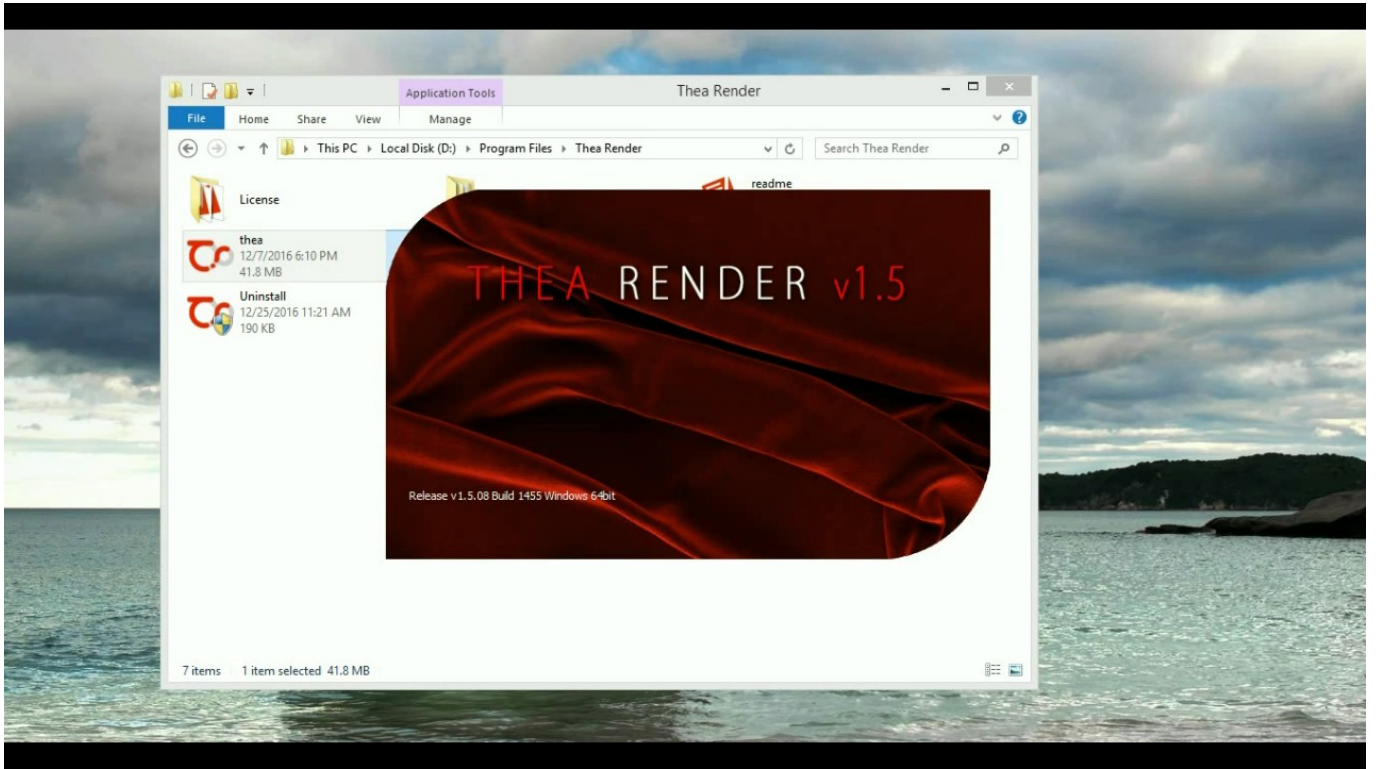 Application Tools
Thea Render
File Home Share View Manage
This PC Local Disk (D:) Program Files Thea Render
Search Thea Render
License
readme
thea
12/7/2016 6:10 PM
41.8 MB
Uninstall
12/25/2016 11:21 AM
190 KB
THEA RENDER v1.5
Release v1.5.08 Build 1455 Windows 64bit
7 items 1 item selected 41.8 MB